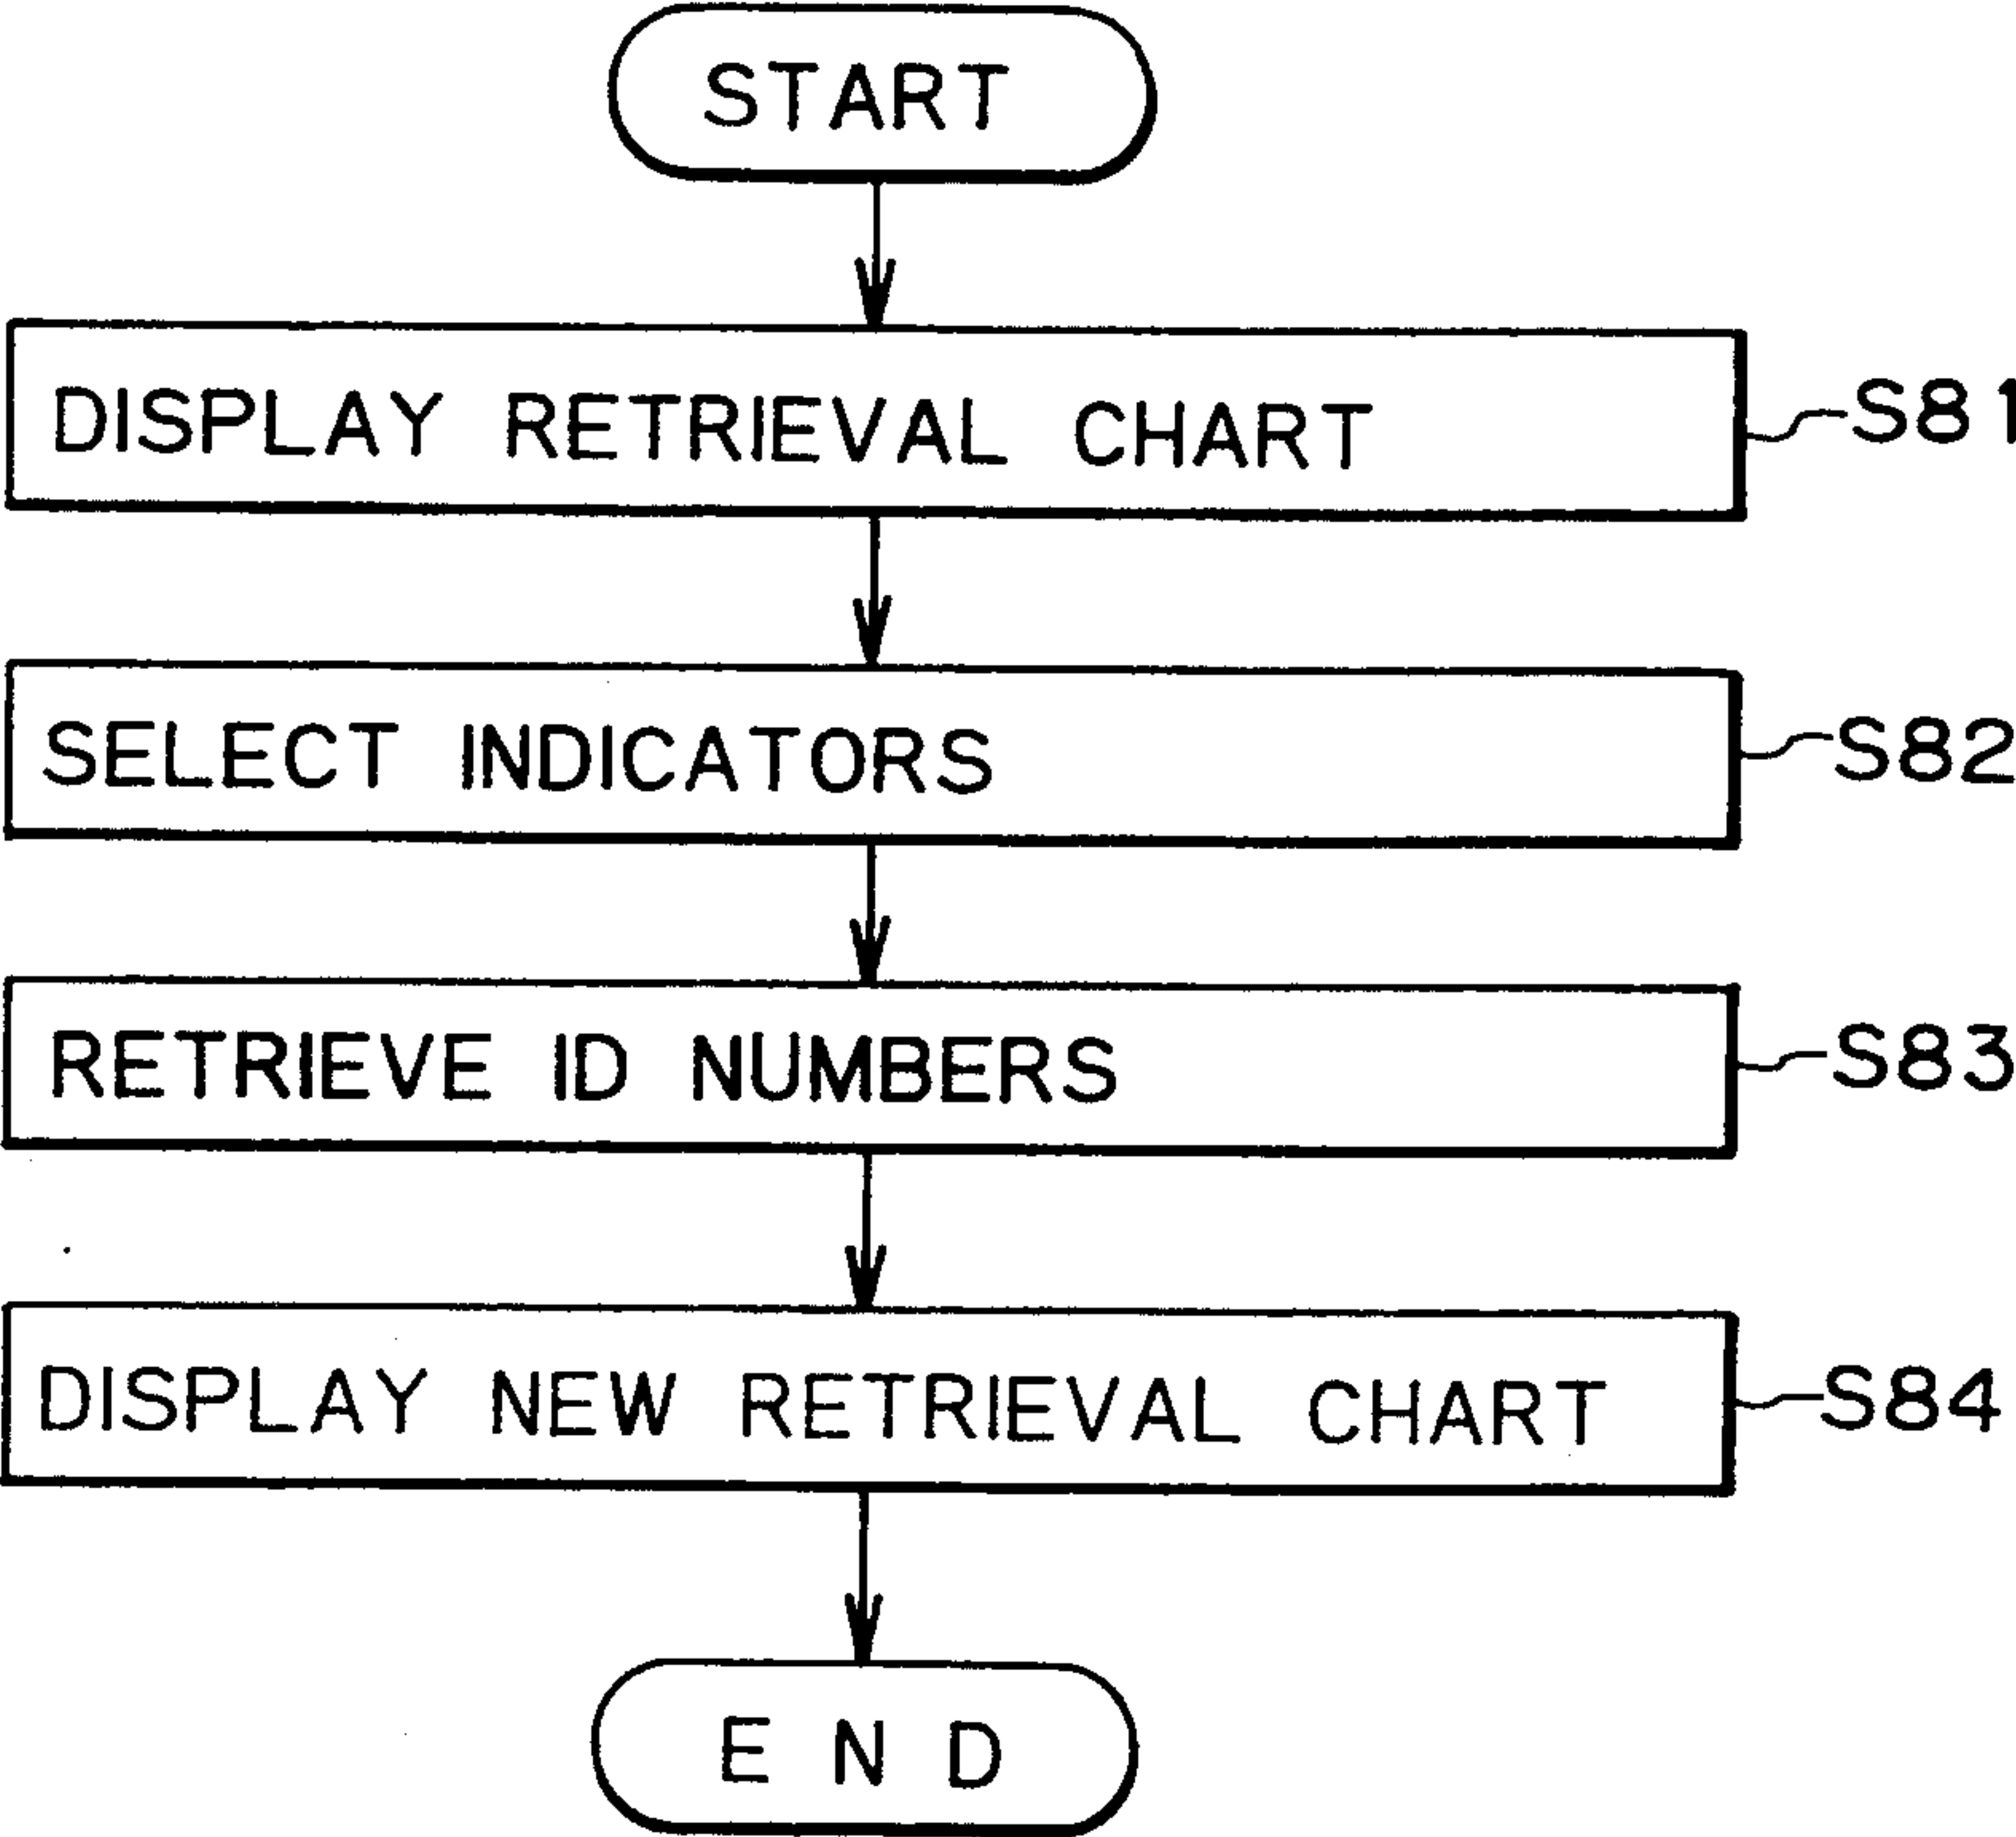 START
DISPLAY RETRIEVAL CHART
S81
SELECT INDICATORS
S82
RETRIEVE ID NUMBERS
S83
DISPLAY NEW RETRIEVAL CHART
S84
END